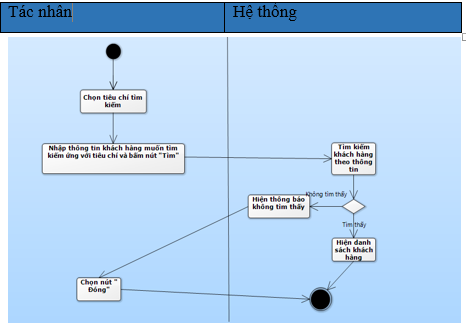 Tác nhân
Hệ thống
Chọn tiêu chí tìm
kiếm
Nhập thông tin khách hàng muốn tìm
kiếm ứng với tiêu chí và bấm nút "Tìm"
Tìm kiếm
khách hàng
theo thông
tin
Không tìm thấy
Hiện thông báo
không tìm thấy
Tìm thấy
Hiện danh
sách khách
hàng
Chọn nút "
Đóng"